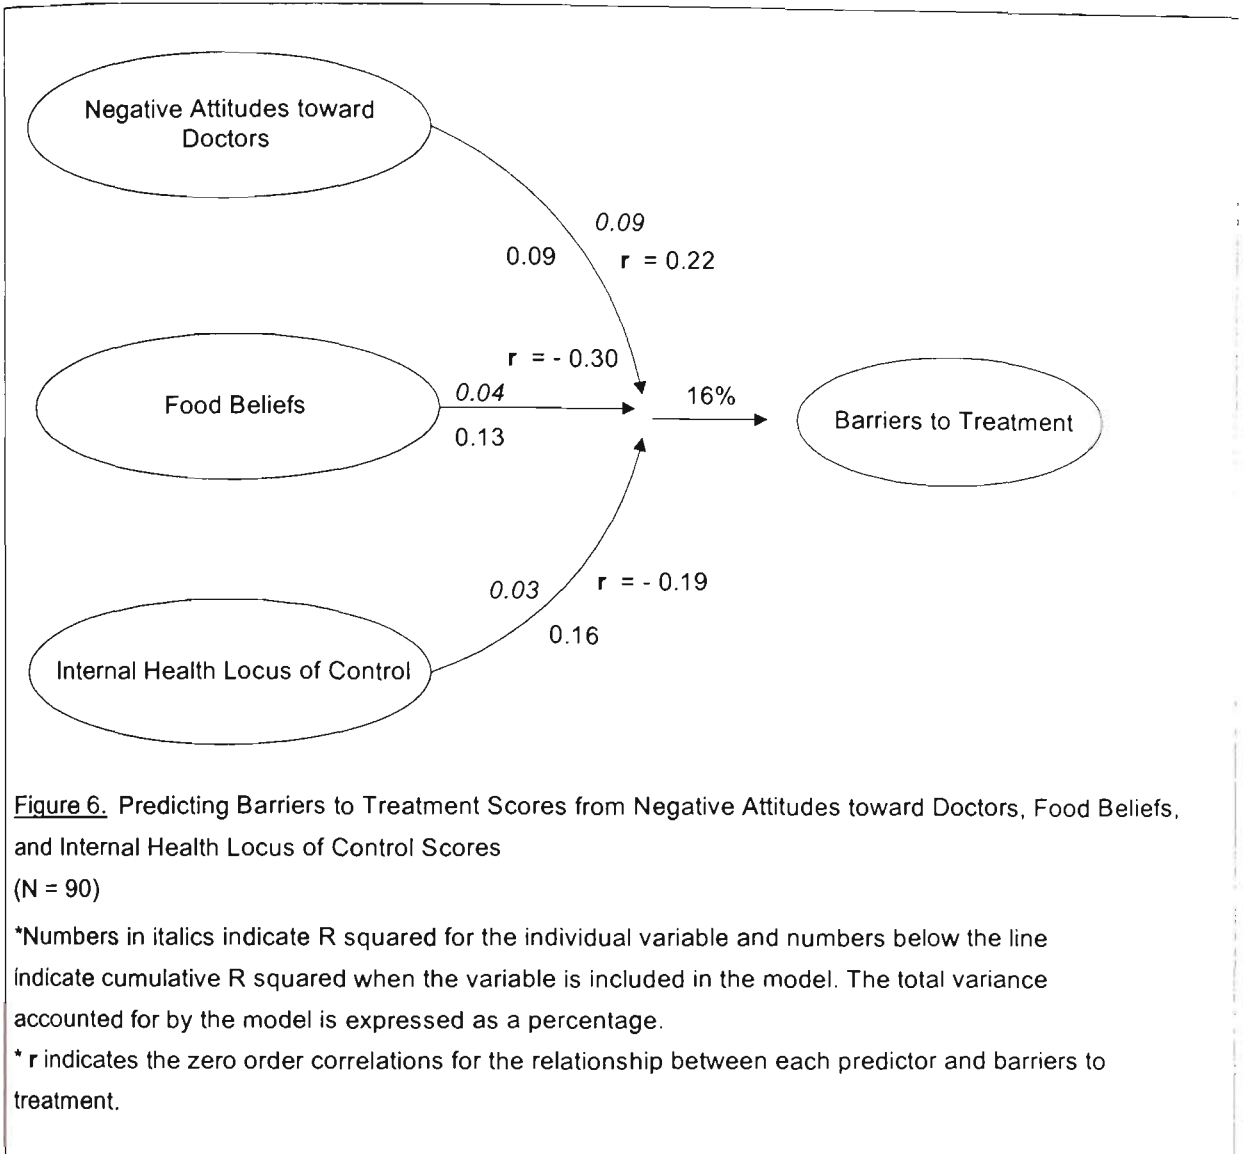 Negative Attitudes toward
Doctors
0.09
0.09
r = 0.22
r = - 0.30
0.04
Food Beliefs
0.13
16%
Barriers to Treatment
0.03
r = - 0.19
0.16
Internal Health Locus of Control
Figure 6. Predicting Barriers to Treatment Scores from Negative Attitudes toward Doctors, Food Beliefs,
and Internal Health Locus of Control Scores
(N = 90)
*Numbers in italics indicate R squared for the individual variable and numbers below the line
indicate cumulative R squared when the variable is included in the model. The total variance
accounted for by the model is expressed as a percentage.
* r indicates the zero order correlations for the relationship between each predictor and barriers to
treatment.